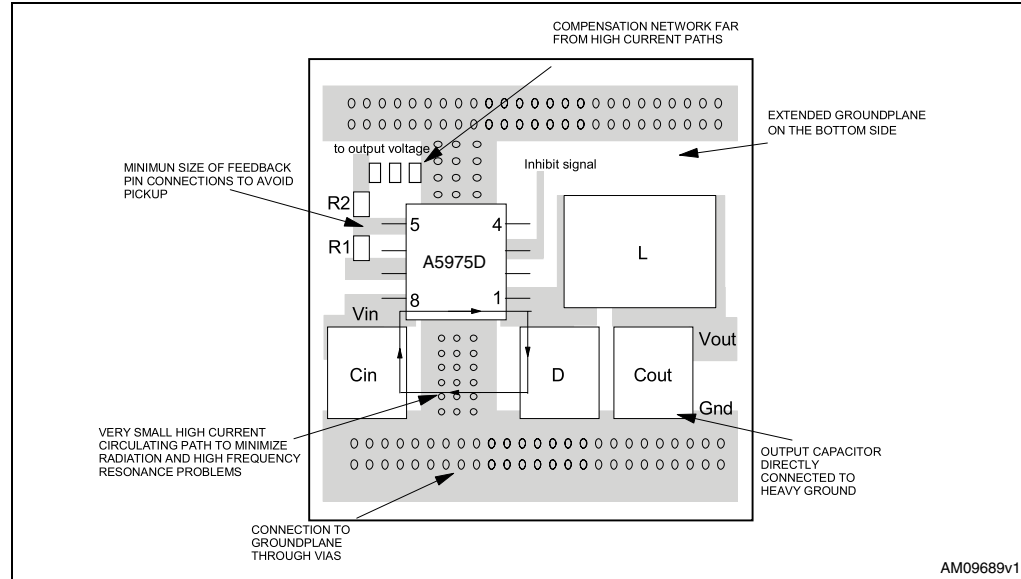 COMPENSATION NETWORK FAR
FROM HIGH CURRENT PATHS
EXTENDED GROUNDPLANE
ON THE BOTTOM SIDE
to output voltage
Inhibit signal
MINIMUN SIZE OF FEEDBACK
PIN CONNECTIONS TO AVOID
PICKUP
R2
R1
5
4
A5975D
L
8
1
Vin
Vout
Cin
D
Cout
Gnd
VERY SMALL HIGH CURRENT
CIRCULATING PATH TO MINIMIZE
RADIATION AND HIGH FREQUENCY
RESONANCE PROBLEMS
OUTPUT CAPACITOR
DIRECTLY
CONNECTED TO
HEAVY GROUND
CONNECTION TO
GROUNDPLANE
THROUGH VIAS
AM09689v1